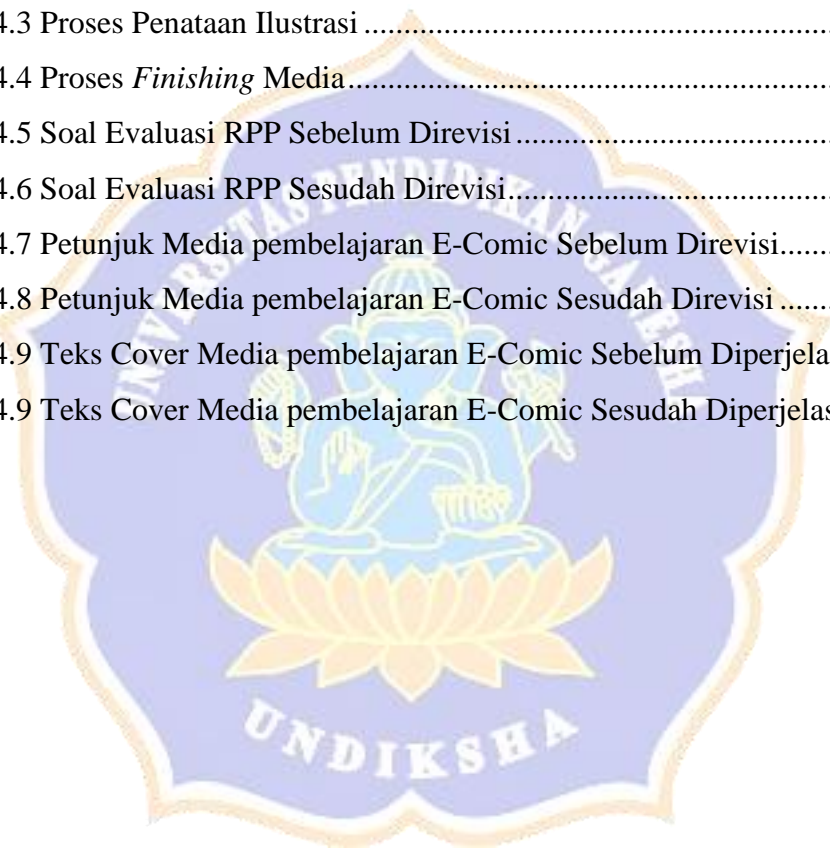 4.3 Proses Penataan Ilustrasi ........................................................
4.4 Proses Finishing Media..........................................................
4.5 Soal Evaluasi RPP Sebelum Direvisi .....................................
4.6 Soal Evaluasi RPP Sesudah Direvisi......................................
4.7 Petunjuk Media pembelajaran E-Comic Sebelum Direvisi.......
4.8 Petunjuk Media pembelajaran E-Comic Sesudah Direvisi .......
4.9 Teks Cover Media pembelajaran E-Comic Sebelum Diperjela
4.9 Teks Cover Media pembelajaran E-Comic Sesudah Diperjelas
UNIVERSITAS PENDIDIKAN GANESHA
UNDIKSHA